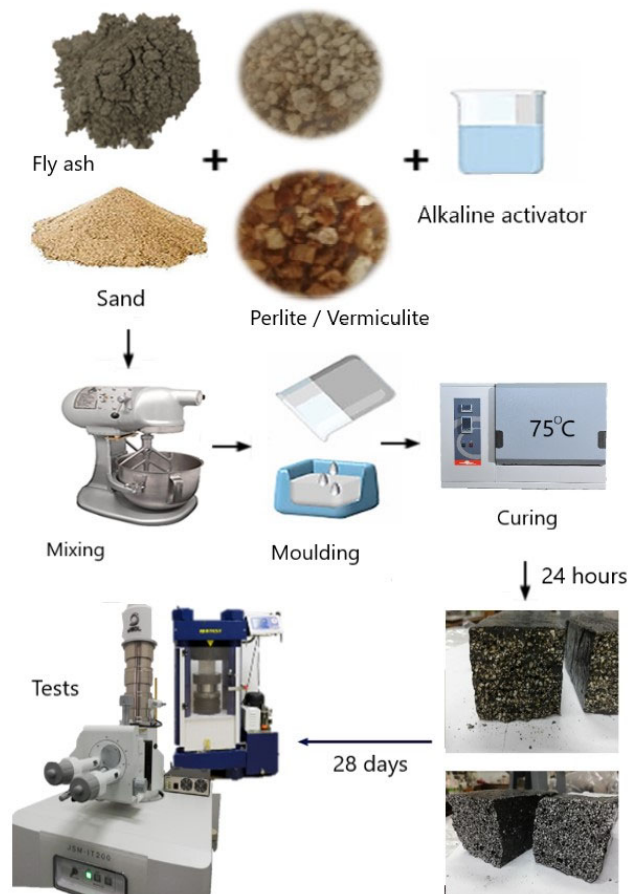 Fly ash
+
+
Alkaline activator
Sand
Perlite / Vermiculite
75°C
Mixing
Moulding
Curing
24 hours
Tests
28 days
JSM-IT200